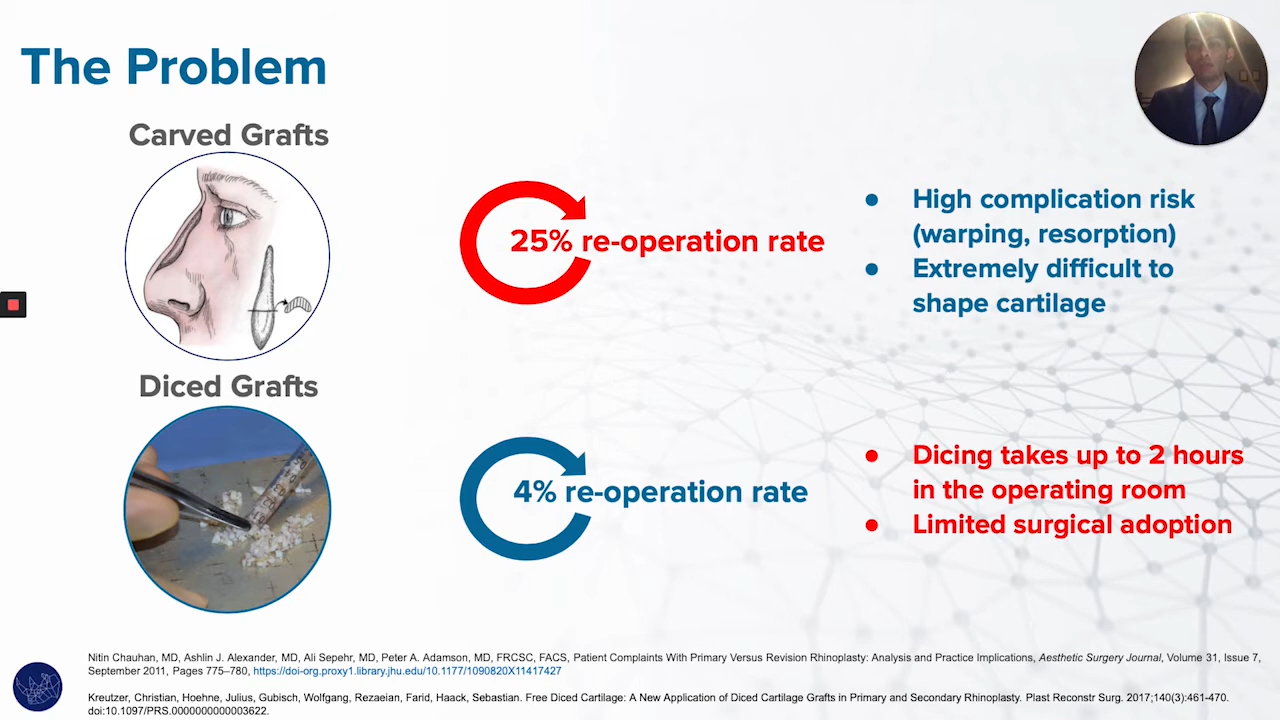 The Problem
Carved Grafts
25% re-operation rate
● High complication risk
(warping, resorption)
● Extremely difficult to
shape cartilage
Diced Grafts
4% re-operation rate
● Dicing takes up to 2 hours
in the operating room
● Limited surgical adoption
Nitin Chauhan, MD, Ashlin J. Alexander, MD, Ali Sepehr, MD, Peter A. Adamson, MD, FRCSC, FACS, Patient Complaints With Primary Versus Revision Rhinoplasty: Analysis and Practice Implications, Aesthetic Surgery Journal, Volume 31, Issue 7,
September 2011, Pages 775–780, https://doi-org.proxy1.library.jhu.edu/10.1177/1090820X11417427
Kreutzer, Christian, Hoehne, Julius, Gubisch, Wolfgang, Rezaeian, Farid, Haack, Sebastian. Free Diced Cartilage: A New Application of Diced Cartilage Grafts in Primary and Secondary Rhinoplasty. Plast Reconstr Surg. 2017;140(3):461-470.
doi:10.1097/PRS.0000000000003622.